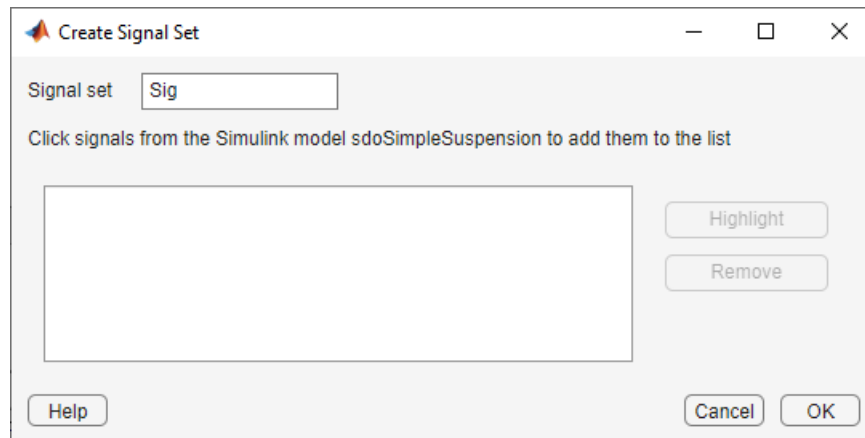 Create Signal Set
Signal set Sig
Click signals from the Simulink model sdoSimpleSuspension to add them to the list
Highlight
Remove
Help Cancel OK